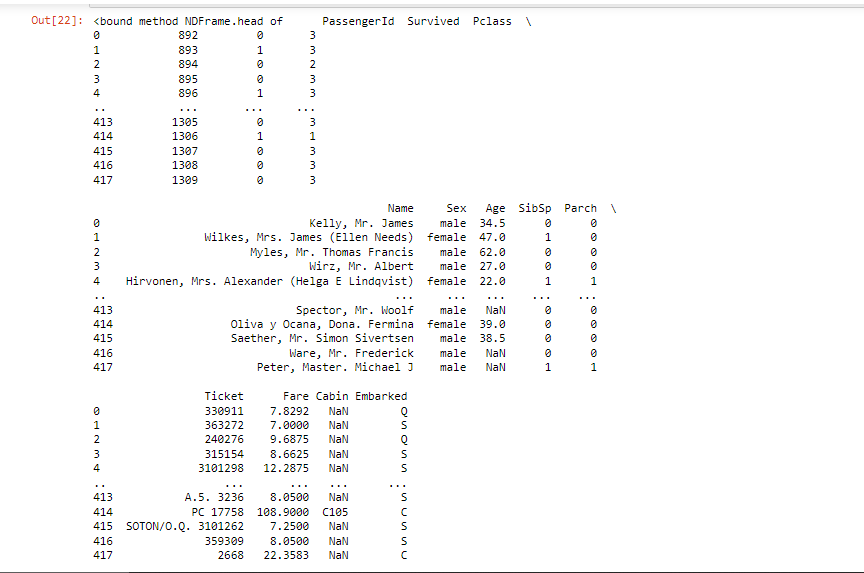 Out[22]: <bound method NDFrame.head of      PassengerId  Survived  Pclass  \
0            892         0       3
1            893         1       3
2            894         0       2
3            895         0       3
4            896         1       3
..           ...       ...     ...
413         1305         0       3
414         1306         1       1
415         1307         0       3
416         1308         0       3
417         1309         0       3
Name     Sex   Age  SibSp  Parch  \
0                                Kelly, Mr. James    male  34.5      0      0
1                Wilkes, Mrs. James (Ellen Needs)  female  47.0      1      0
2                       Myles, Mr. Thomas Francis    male  62.0      0      0
3                                Wirz, Mr. Albert    male  27.0      0      0
4    Hirvonen, Mrs. Alexander (Helga E Lindqvist)  female  22.0      1      1
..                                            ...     ...   ...    ...    ...
413                            Spector, Mr. Woolf    male   NaN      0      0
414                  Oliva y Ocana, Dona. Fermina  female  39.0      0      0
415                  Saether, Mr. Simon Sivertsen    male  38.5      0      0
416                           Ware, Mr. Frederick    male   NaN      0      0
417                      Peter, Master. Michael J    male   NaN      1      1
Ticket      Fare Cabin Embarked
0                330911    7.8292   NaN        Q
1                363272    7.0000   NaN        S
2                240276    9.6875   NaN        Q
3                315154    8.6625   NaN        S
4               3101298   12.2875   NaN        S
..                  ...       ...   ...      ...
413           A.5. 3236    8.0500   NaN        S
414            PC 17758  108.9000  C105        C
415  SOTON/O.Q. 3101262    7.2500   NaN        S
416              359309    8.0500   NaN        S
417                2668   22.3583   NaN        C